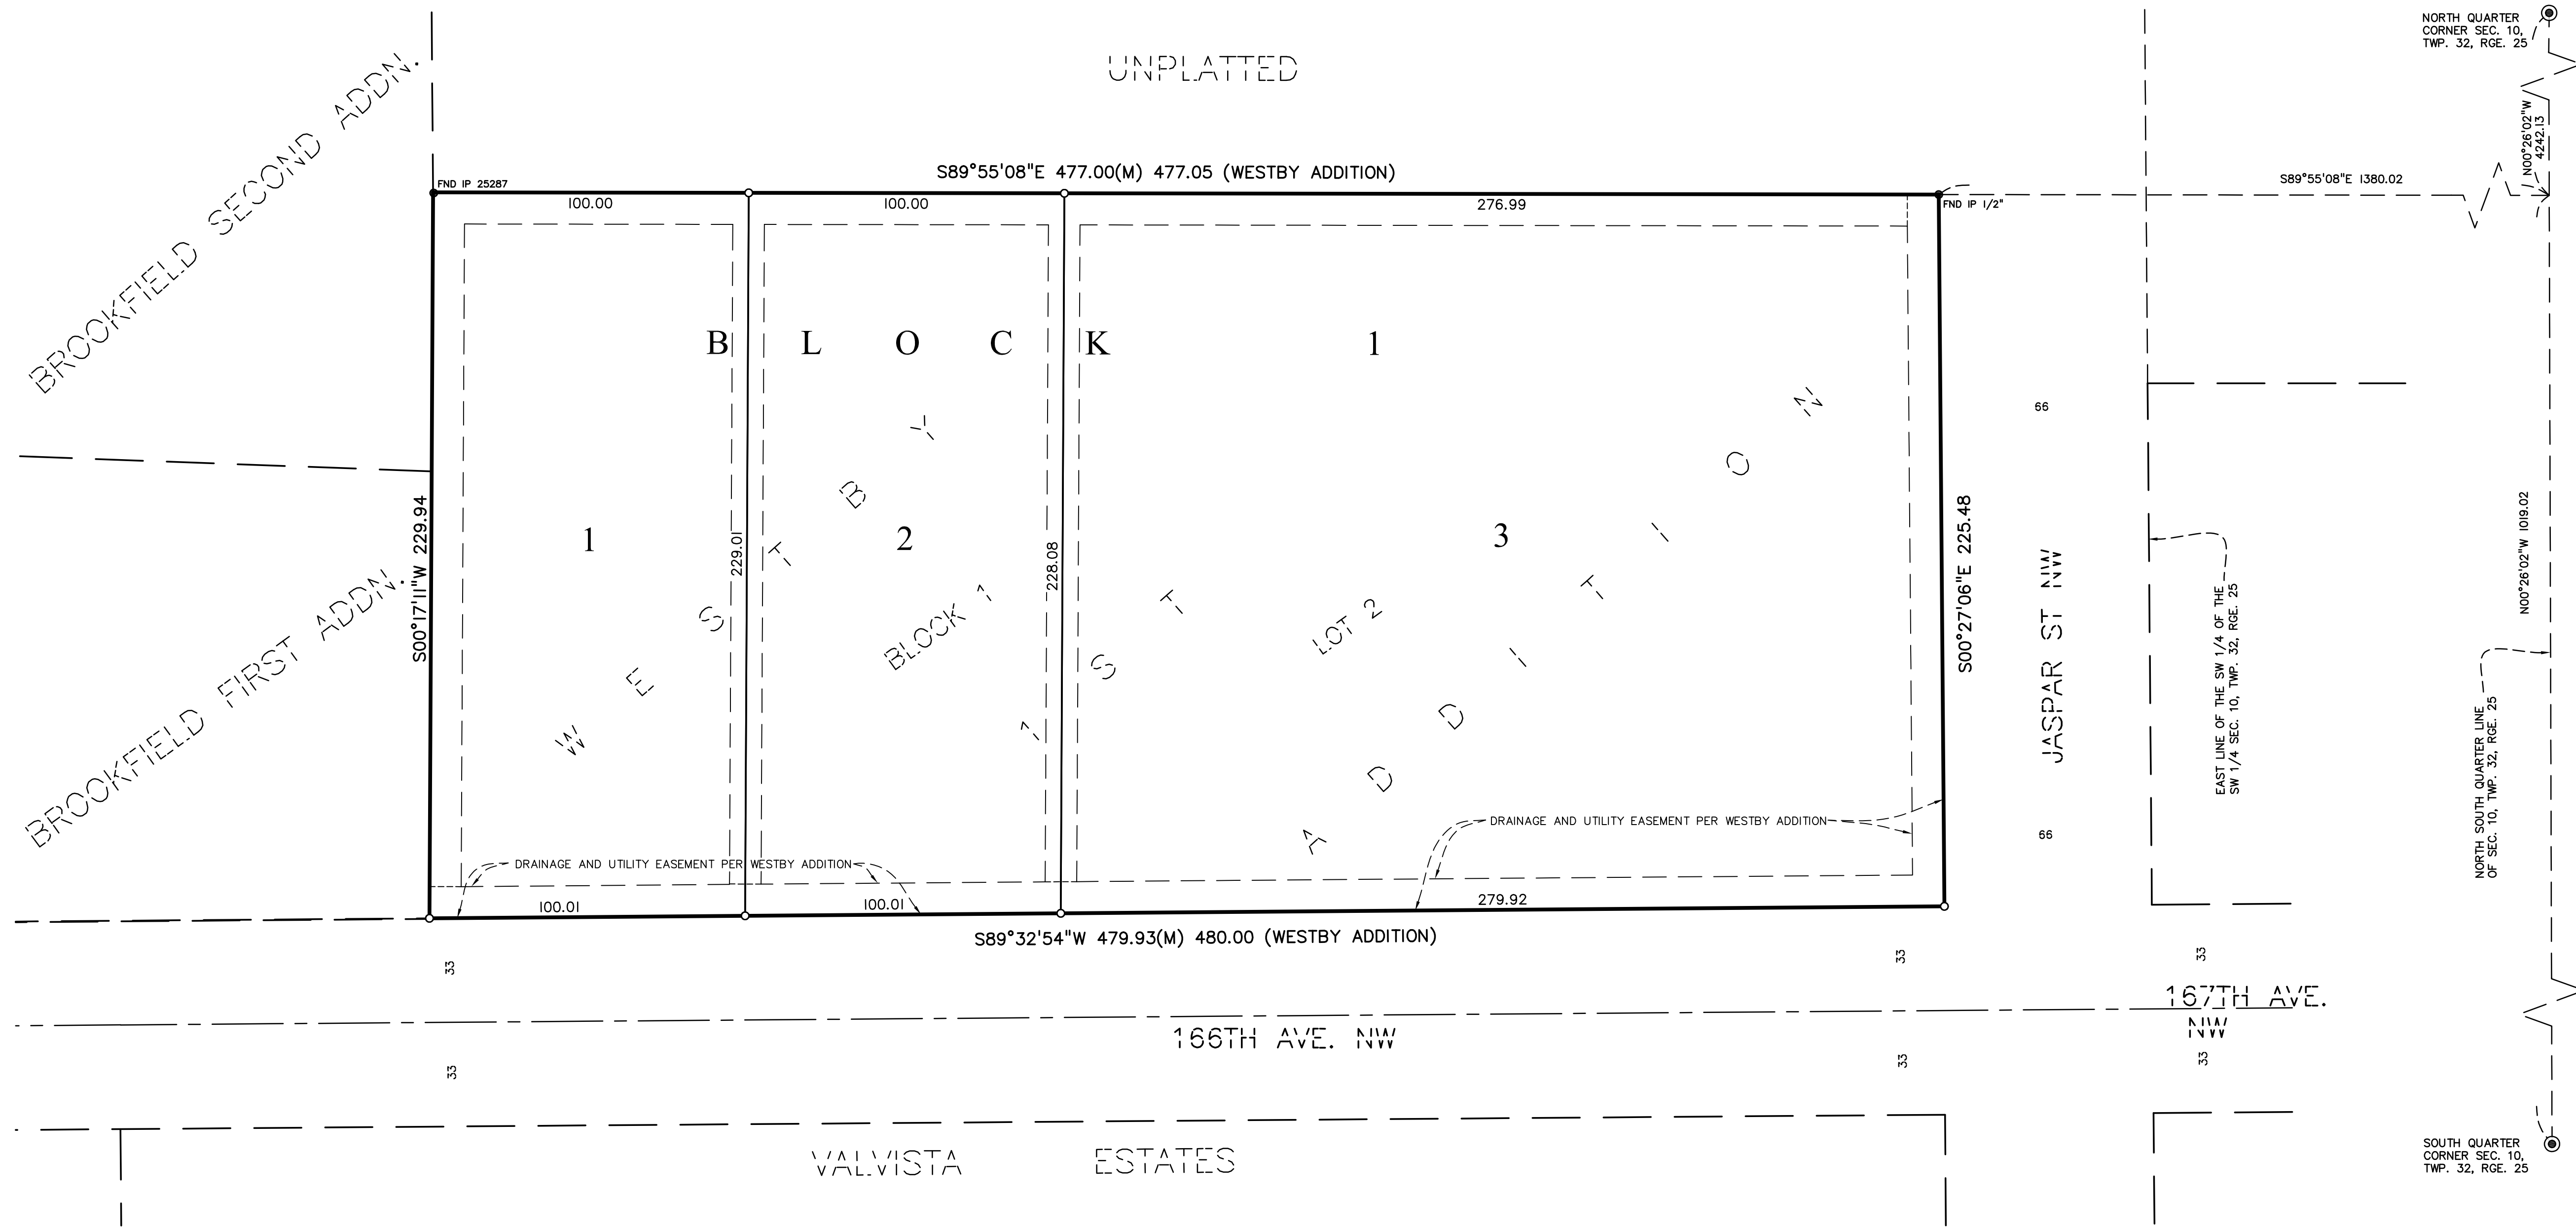 NORTH QUARTER
CORNER SEC. 10,
TWP. 32, RGE. 25
UNPLATTED
BROOKFIELD SECOND ADDN.
N00°26'02"W
4242.13
S89°55'08"E 477.00(M) 477.05 (WESTBY ADDITION)
S89°55'08"E 1380.02
FND IP 25287
100.00
100.00
276.99
FND IP 1/2"
BLOCK 1
66
WESTBY
1ST ADDITION
1
2
3
229.01
228.08
BLOCK 1
LOT 2
S00°17'11"W 229.94
S00°27'06"E 225.48
BROOKFIELD FIRST ADDN.
JASPAR ST NW
EAST LINE OF THE SW 1/4 OF THE
SW 1/4 SEC. 10, TWP. 32, RGE. 25
N00°26'02"W 1019.02
NORTH SOUTH QUARTER LINE
OF SEC. 10, TWP. 32, RGE. 25
DRAINAGE AND UTILITY EASEMENT PER WESTBY ADDITION
66
DRAINAGE AND UTILITY EASEMENT PER WESTBY ADDITION
100.01
100.01
279.92
S89°32'54"W 479.93(M) 480.00 (WESTBY ADDITION)
33
33
33
167TH AVE.
NW
166TH AVE. NW
33
33
33
VALVISTA ESTATES
SOUTH QUARTER
CORNER SEC. 10,
TWP. 32, RGE. 25